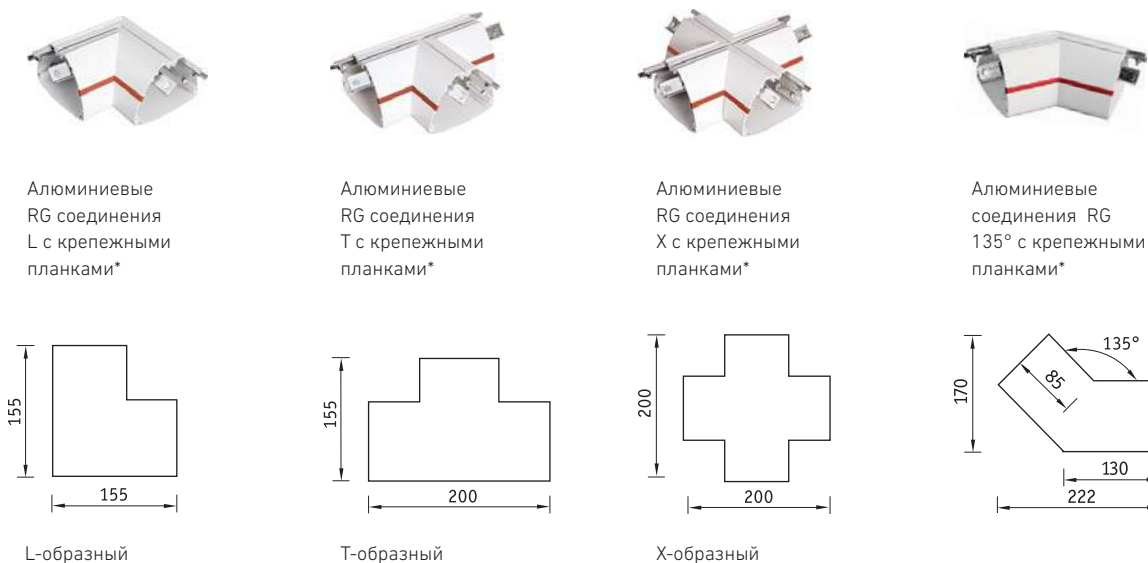 Алюминиевые
RG соединения
L с крепежными
планками*
Алюминиевые
RG соединения
Т с крепежными
планками*
Алюминиевые
RG соединения
X с крепежными
планками*
Алюминиевые
соединения RG
135° с крепежными
планками*
155
155
155
200
200
200
170
135°
85
130
222
L-образный
Т-образный
X-образный